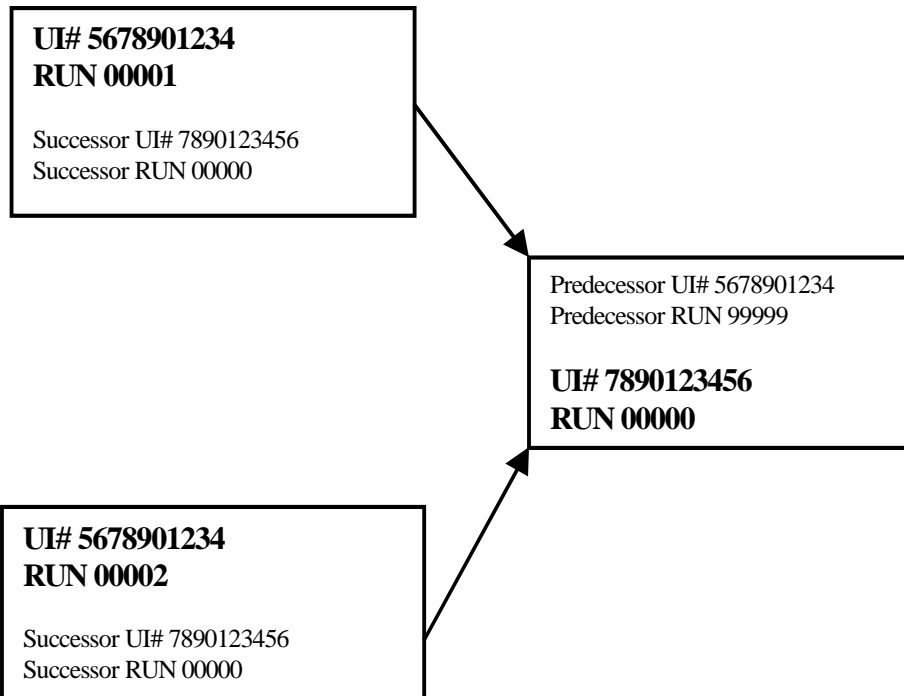 UI# 5678901234
RUN 00001
Successor UI# 7890123456
Successor RUN 00000
Predecessor UI# 5678901234
Predecessor RUN 99999
UI# 7890123456
RUN 00000
UI# 5678901234
RUN 00002
Successor UI# 7890123456
Successor RUN 00000